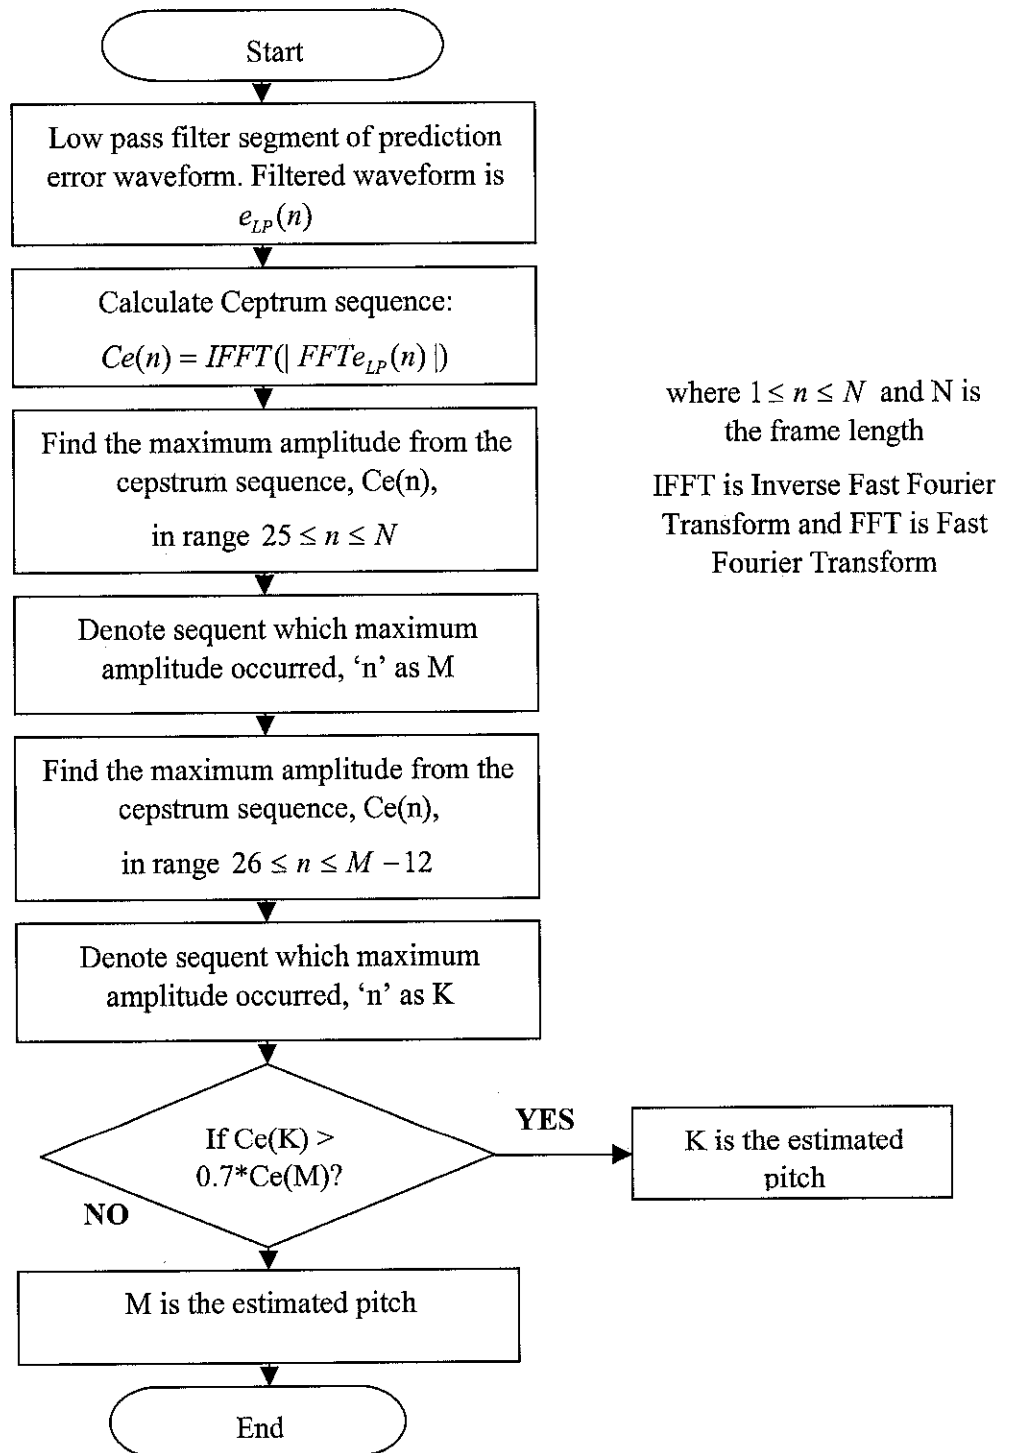 Start
Low pass filter segment of prediction
error waveform. Filtered waveform is
e_{LP}(n)
Calculate Ceptrum sequence:
Ce(n) = IFFT(| FFTe_{LP}(n) |)
Find the maximum amplitude from the
cepstrum sequence, Ce(n),
in range 25 ≤ n ≤ N
Denote sequent which maximum
amplitude occurred, ‘n’ as M
Find the maximum amplitude from the
cepstrum sequence, Ce(n),
in range 26 ≤ n ≤ M −12
Denote sequent which maximum
amplitude occurred, ‘n’ as K
If Ce(K) >
0.7*Ce(M)?
YES
K is the estimated
pitch
NO
M is the estimated pitch
End
where 1 ≤ n ≤ N and N is
the frame length
IFFT is Inverse Fast Fourier
Transform and FFT is Fast
Fourier Transform